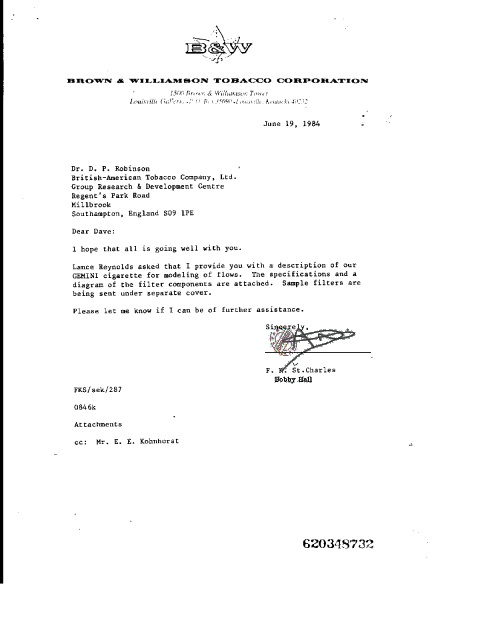 B&W
BROWN & WILLIAMSON TOBACCO CORPORATION
1500 Brown & Williamson Tower
Louisville Galleria - P.O. Box 35090 - Louisville, Kentucky 40232
June 19, 1984
Dr. D. P. Robinson
British-American Tobacco Company, Ltd.
Group Research & Development Centre
Regent's Park Road
Millbrook
Southampton, England SO9 1PE
Dear Dave:
I hope that all is going well with you.
Lance Reynolds asked that I provide you with a description of our
GEMINI cigarette for modeling of flows. The specifications and a
diagram of the filter components are attached. Sample filters are
being sent under separate cover.
Please let me know if I can be of further assistance.
Sincerely,
F. K. St.Charles
Bobby Hall
FKS/sek/287
0846k
Attachments
cc: Mr. E. E. Kohnhorst
620348732